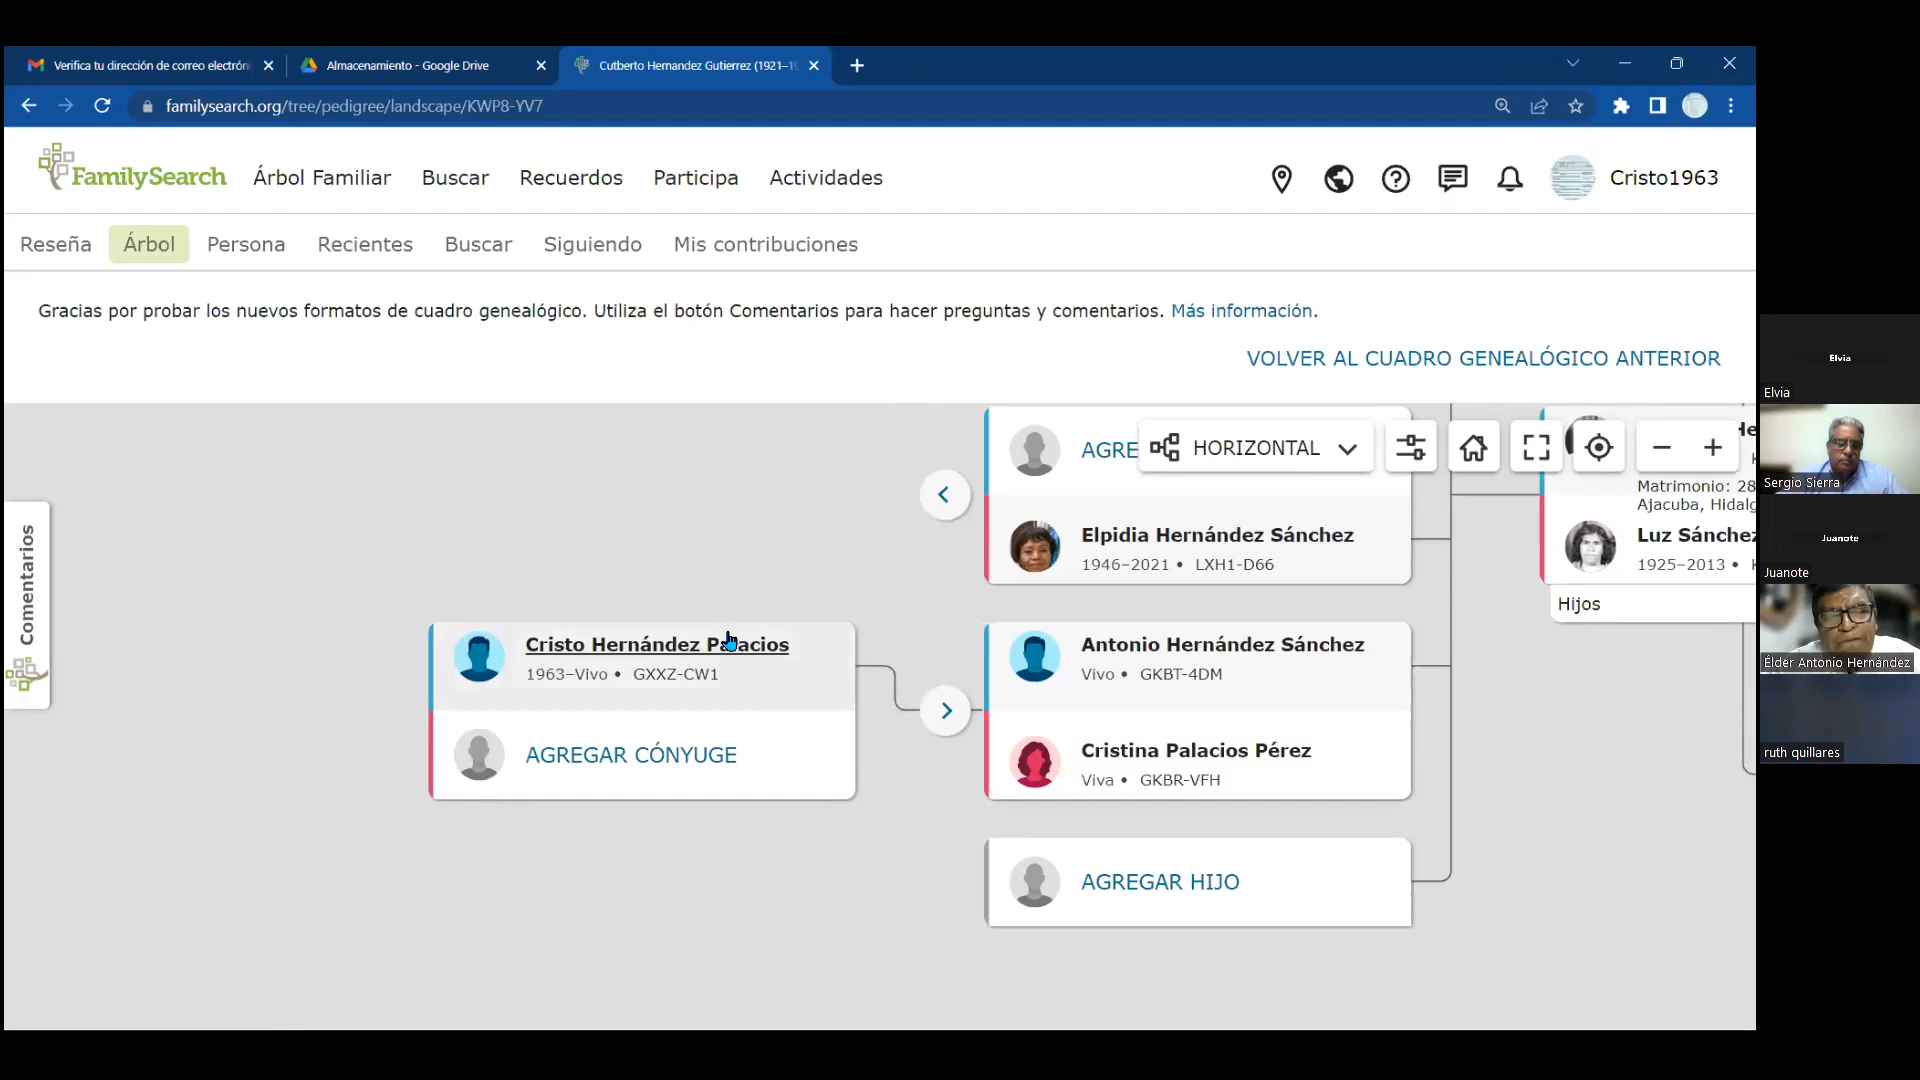 Verifica tu dirección de correo electrón
Almacenamiento - Google Drive
Cutberto Hernandez Gutierrez (1921–1
familysearch.org/tree/pedigree/landscape/KWP8-YV7
FamilySearch
Árbol Familiar
Buscar
Recuerdos
Participa
Actividades
Cristo1963
Reseña
Árbol
Persona
Recientes
Buscar
Siguiendo
Mis contribuciones
Gracias por probar los nuevos formatos de cuadro genealógico. Utiliza el botón Comentarios para hacer preguntas y comentarios. Más información.
VOLVER AL CUADRO GENEALÓGICO ANTERIOR
Comentarios
AGRE
HORIZONTAL
He
Matrimonio: 28
Ajacuba, Hidalg
Elpidia Hernández Sánchez
1946–2021 • LXH1-D66
Luz Sánchez
1925–2013 •
Hijos
Cristo Hernández Palacios
1963–Vivo • GXXZ-CW1
AGREGAR CÓNYUGE
Antonio Hernández Sánchez
Vivo • GKBT-4DM
Cristina Palacios Pérez
Viva • GKBR-VFH
AGREGAR HIJO
Elvia
Elvia
Sergio Sierra
Juanote
Juanote
Élder Antonio Hernández
ruth quillares